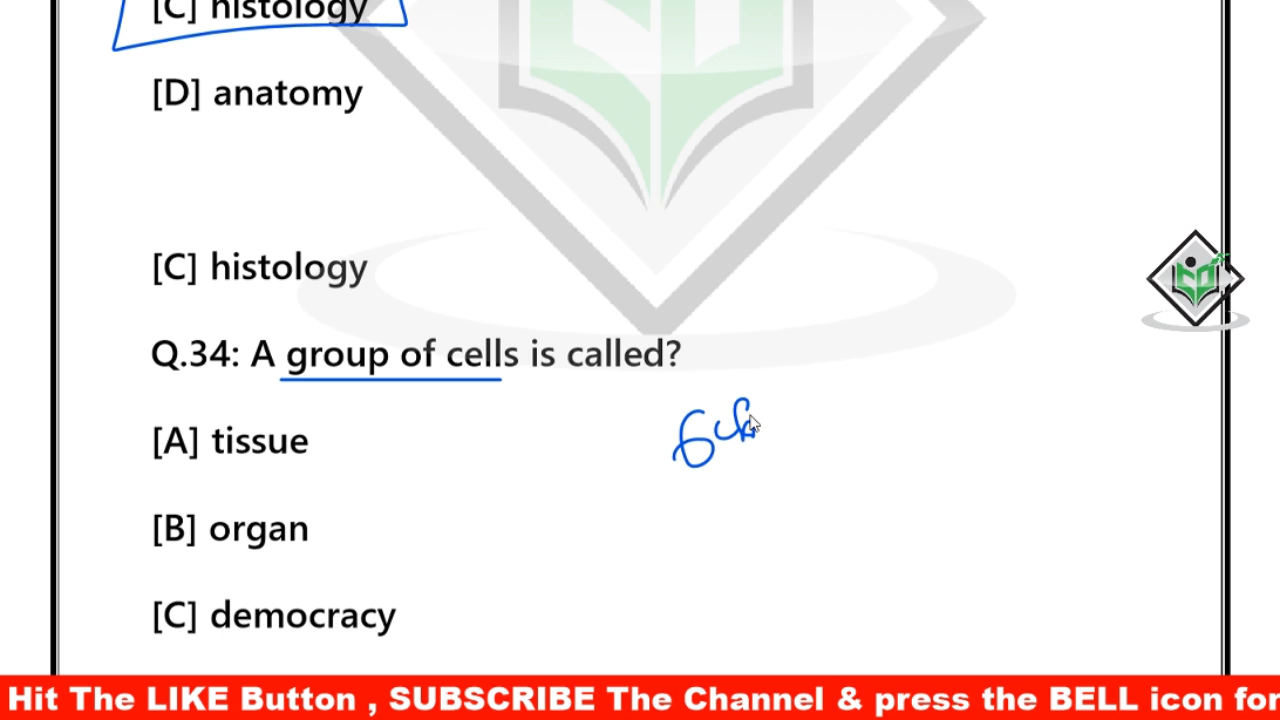 [C] histology
[D] anatomy
[C] histology
Q.34: A group of cells is called?
[A] tissue
[B] organ
[C] democracy
Hit The LIKE Button , SUBSCRIBE The Channel & press the BELL icon for